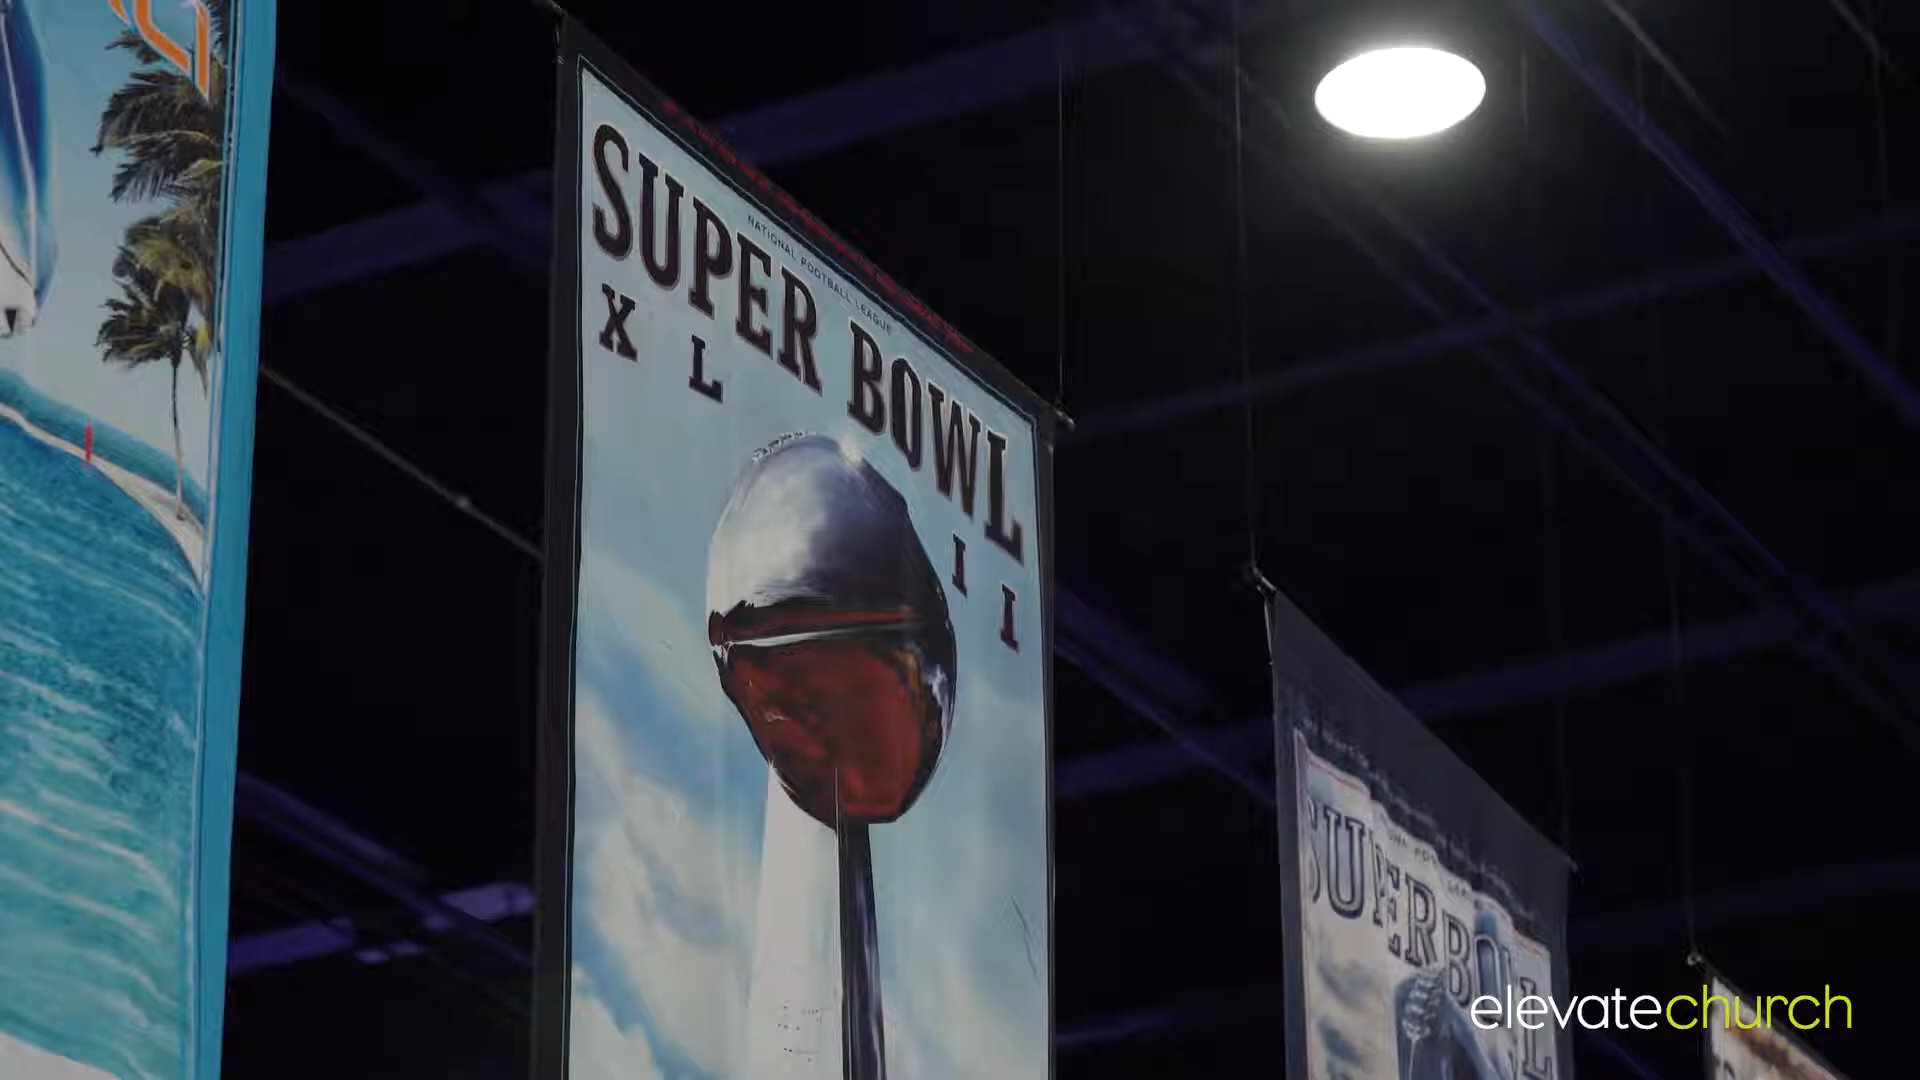 SUPER BOWL
NATIONAL FOOTBALL LEAGUE
X L I I
SUPER BOWL
elevatechurch